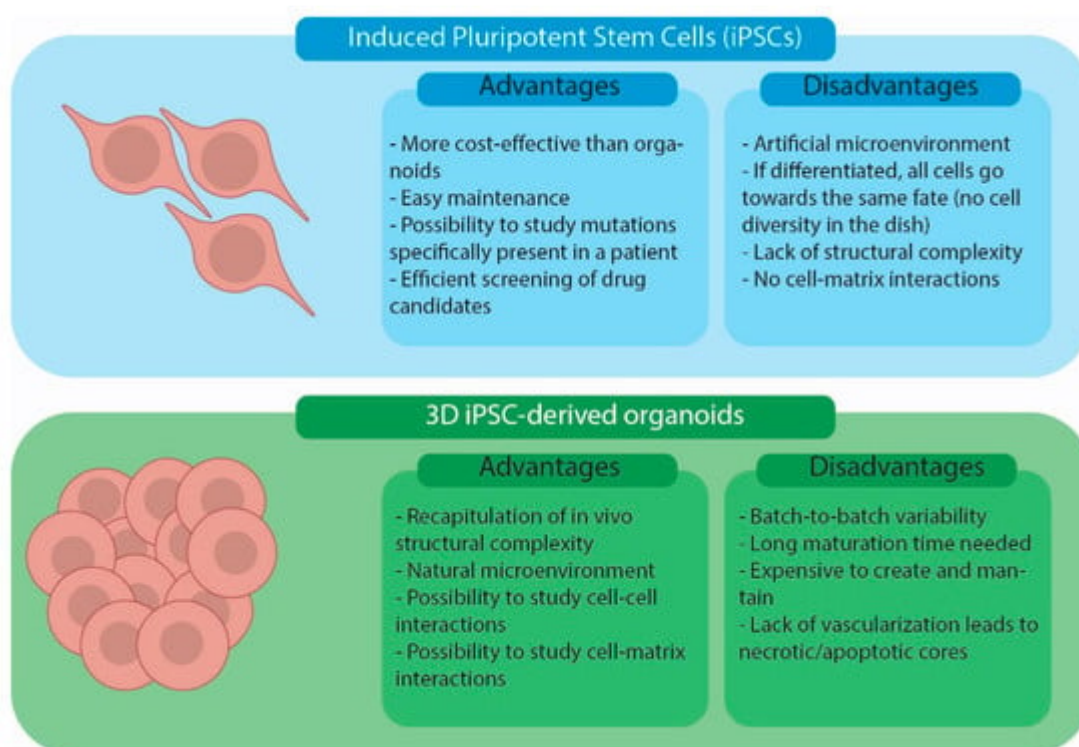 Induced Pluripotent Stem Cells (iPSCs)
Advantages
- More cost-effective than orga-
noids
- Easy maintenance
- Possibility to study mutations
specifically present in a patient
- Efficient screening of drug
candidates
Disadvantages
- Artificial microenvironment
- If differentiated, all cells go
towards the same fate (no cell
diversity in the dish)
- Lack of structural complexity
- No cell-matrix interactions
3D iPSC-derived organoids
Advantages
- Recapitulation of in vivo
structural complexity
- Natural microenvironment
- Possibility to study cell-cell
interactions
- Possibility to study cell-matrix
interactions
Disadvantages
- Batch-to-batch variability
- Long maturation time needed
- Expensive to create and man-
tain
- Lack of vascularization leads to
necrotic/apoptotic cores